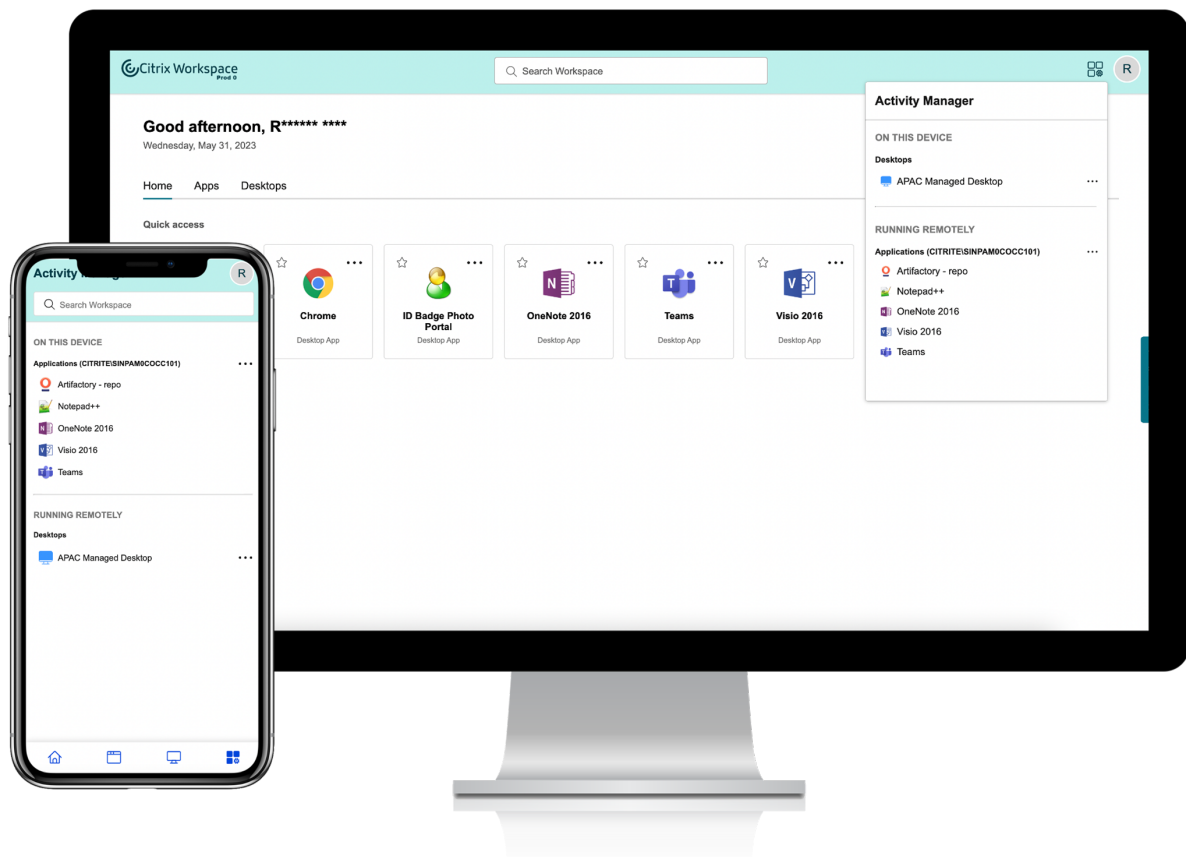 Citrix Workspace
Prod 0
Search Workspace
R
Good afternoon, R****** ****
Wednesday, May 31, 2023
Home Apps Desktops
Quick access
Chrome
Desktop App
ID Badge Photo
Portal
Desktop App
OneNote 2016
Desktop App
Teams
Desktop App
Visio 2016
Desktop App
Activity Manager
ON THIS DEVICE
Desktops
APAC Managed Desktop
RUNNING REMOTELY
Applications (CITRITE\SINPAM0COCC101)
Artifactory - repo
Notepad++
OneNote 2016
Visio 2016
Teams
Activity
R
Search Workspace
ON THIS DEVICE
Applications (CITRITE\SINPAM0COCC101)
Artifactory - repo
Notepad++
OneNote 2016
Visio 2016
Teams
RUNNING REMOTELY
Desktops
APAC Managed Desktop